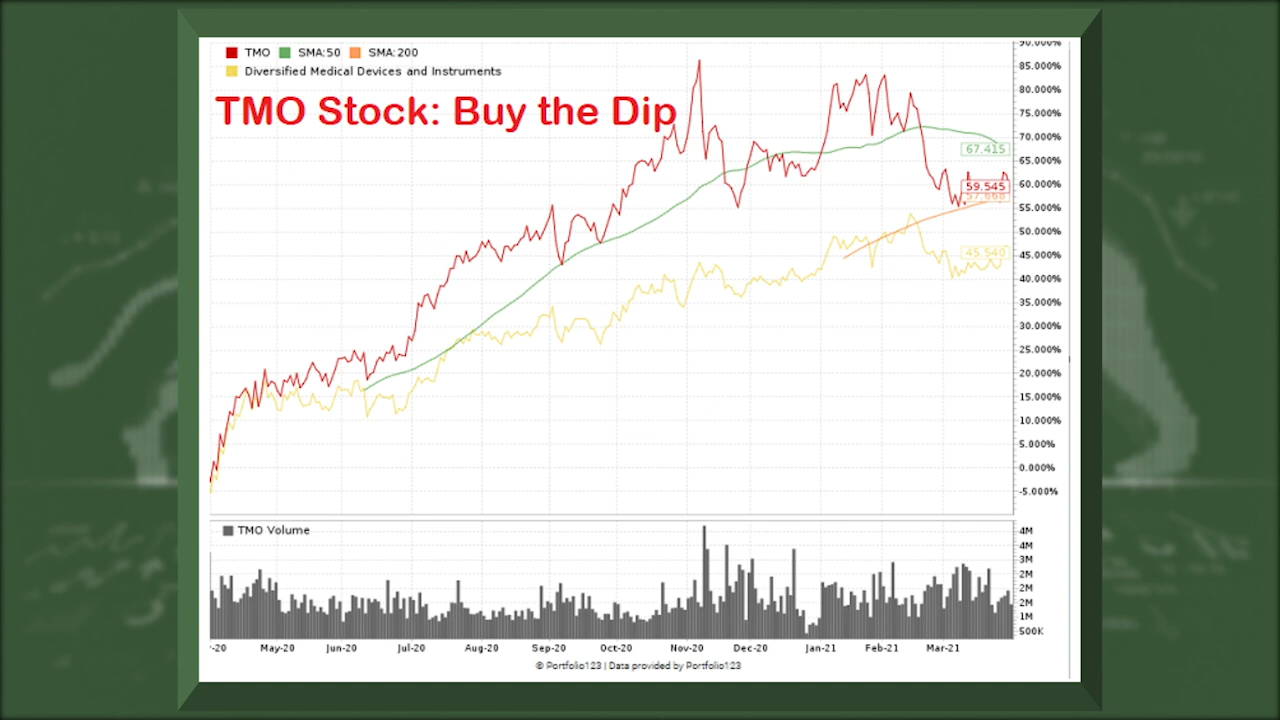 TMO SMA:50 SMA:200
Diversified Medical Devices and Instruments
TMO Stock: Buy the Dip
90.000%
85.000%
80.000%
75.000%
70.000%
67.415
65.000%
60.000%
59.545
57.668
55.000%
50.000%
45.540
45.000%
40.000%
35.000%
30.000%
25.000%
20.000%
15.000%
10.000%
5.000%
0.000%
-5.000%
TMO Volume
4M
4M
3M
2M
2M
2M
1M
500K
r-20 May-20 Jun-20 Jul-20 Aug-20 Sep-20 Oct-20 Nov-20 Dec-20 Jan-21 Feb-21 Mar-21
© Portfolio123 | Data provided by Portfolio123